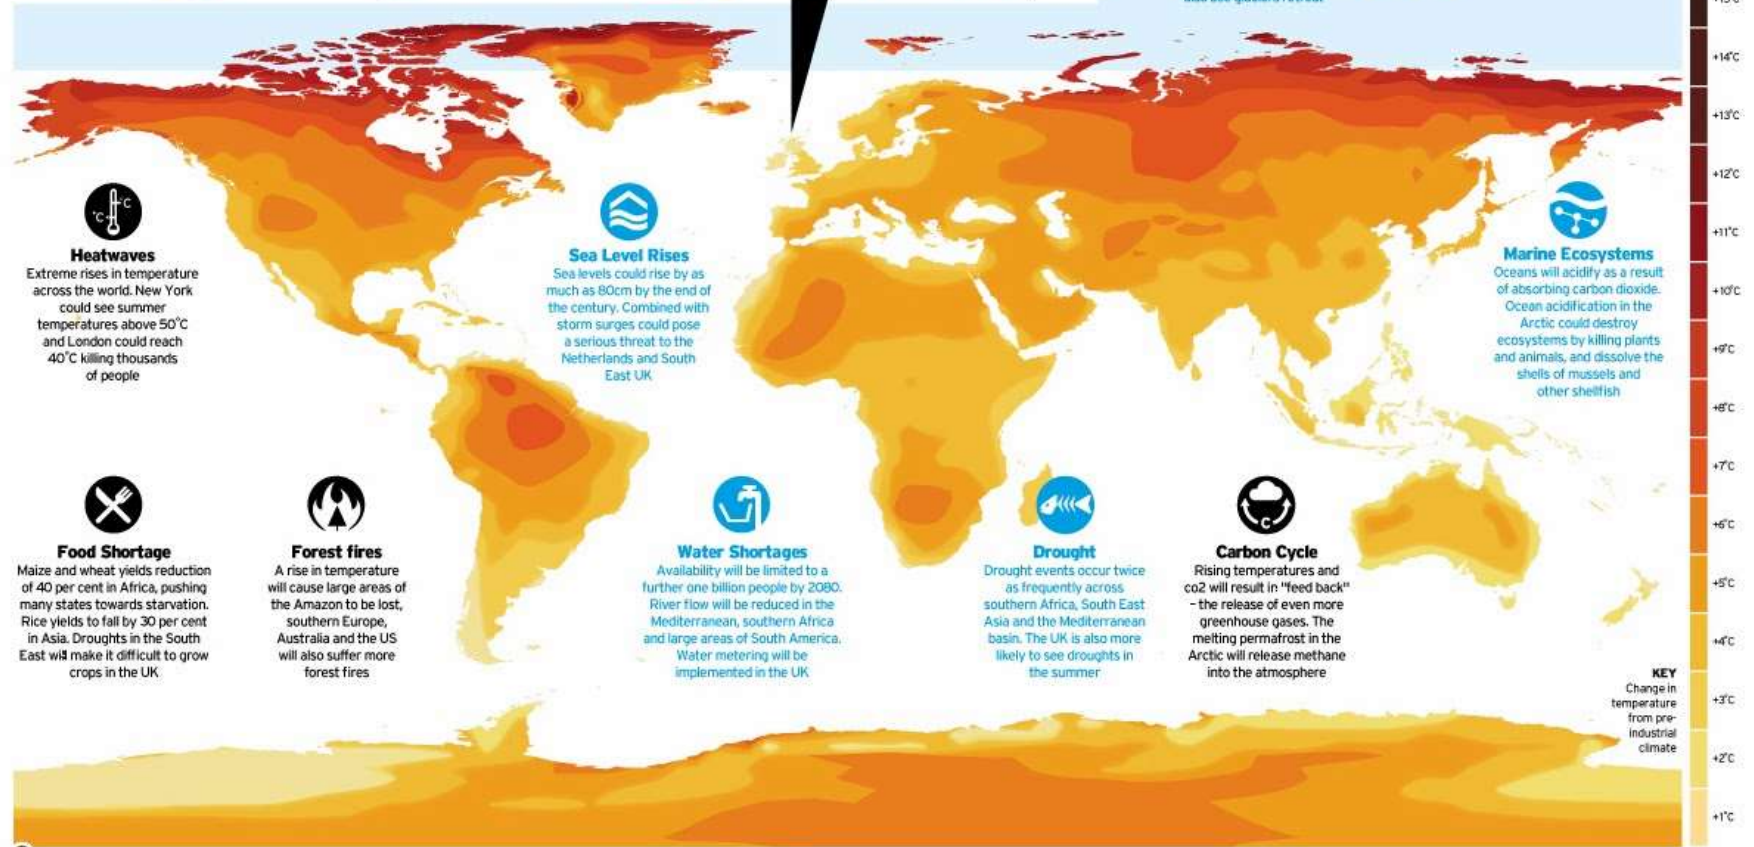 Heatwaves
Extreme rises in temperature
across the world. New York
could see summer
temperatures above 50°C
and London could reach
40°C killing thousands
of people
Sea Level Rises
Sea levels could rise by as
much as 80cm by the end of
the century. Combined with
storm surges could pose
a serious threat to the
Netherlands and South
East UK
Marine Ecosystems
Oceans will acidify as a result
of absorbing carbon dioxide.
Ocean acidification in the
Arctic could destroy
ecosystems by killing plants
and animals, and dissolve the
shells of mussels and
other shellfish
Food Shortage
Maize and wheat yields reduction
of 40 per cent in Africa, pushing
many states towards starvation.
Rice yields to fall by 30 per cent
in Asia. Droughts in the South
East will make it difficult to grow
crops in the UK
Forest fires
A rise in temperature
will cause large areas of
the Amazon to be lost,
southern Europe,
Australia and the US
will also suffer more
forest fires
Water Shortages
Availability will be limited to a
further one billion people by 2080.
River flow will be reduced in the
Mediterranean, southern Africa
and large areas of South America.
Water metering will be
implemented in the UK
Drought
Drought events occur twice
as frequently across
southern Africa, South East
Asia and the Mediterranean
basin. The UK is also more
likely to see droughts in
the summer
Carbon Cycle
Rising temperatures and
co2 will result in "feed back"
- the release of even more
greenhouse gases. The
melting permafrost in the
Arctic will release methane
into the atmosphere
KEY
Change in
temperature
from pre-
industrial
climate
°C
°C
C
+14°C
+13°C
+12°C
+11°C
+10°C
+9°C
+8°C
+7°C
+6°C
+5°C
+4°C
+3°C
+2°C
+1°C